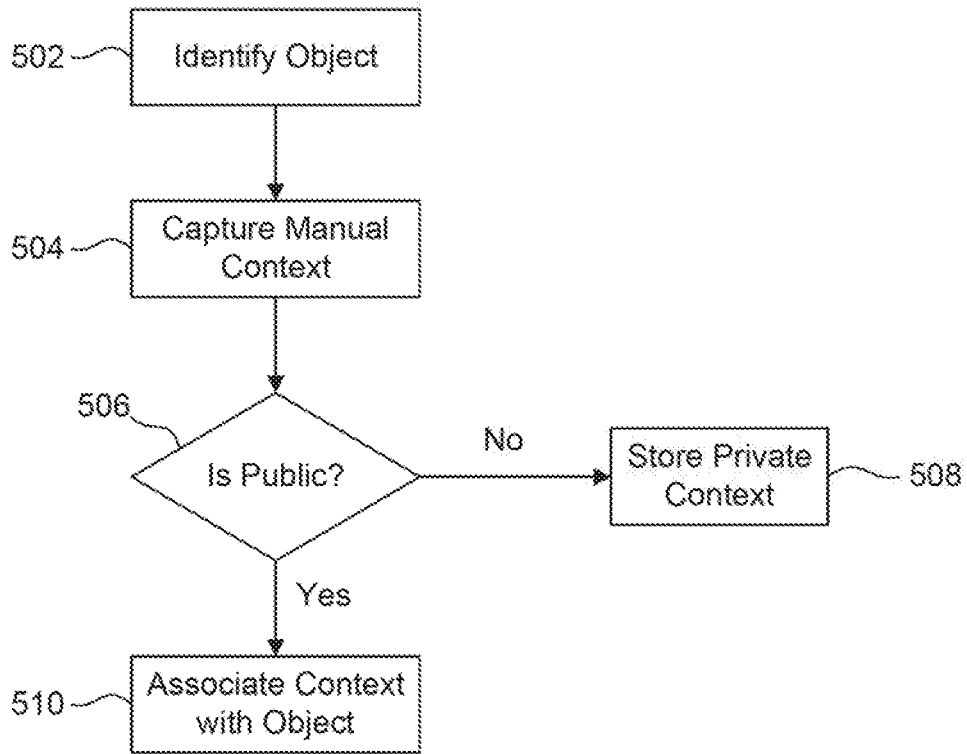 502
Identify Object
504
Capture Manual
Context
506
Is Public?
No
Store Private
Context
508
Yes
510
Associate Context
with Object